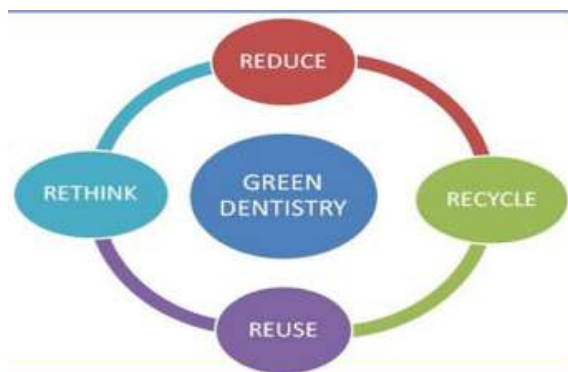 REDUCE
RETHINK
GREEN
DENTISTRY
RECYCLE
REUSE